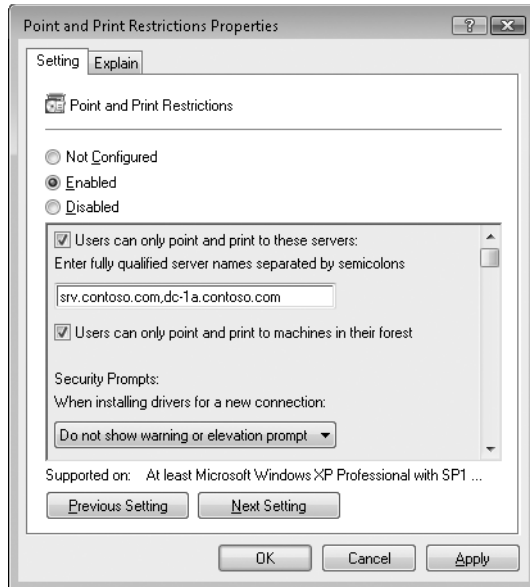 Point and Print Restrictions Properties
Setting
Explain
Point and Print Restrictions
Not Configured
Enabled
Disabled
Users can only point and print to these servers:
Enter fully qualified server names separated by semicolons
srv.contoso.com,dc-1a.contoso.com
Users can only point and print to machines in their forest
Security Prompts:
When installing drivers for a new connection:
Do not show warning or elevation prompt
Supported on: At least Microsoft Windows XP Professional with SP1 ...
Previous Setting
Next Setting
OK
Cancel
Apply